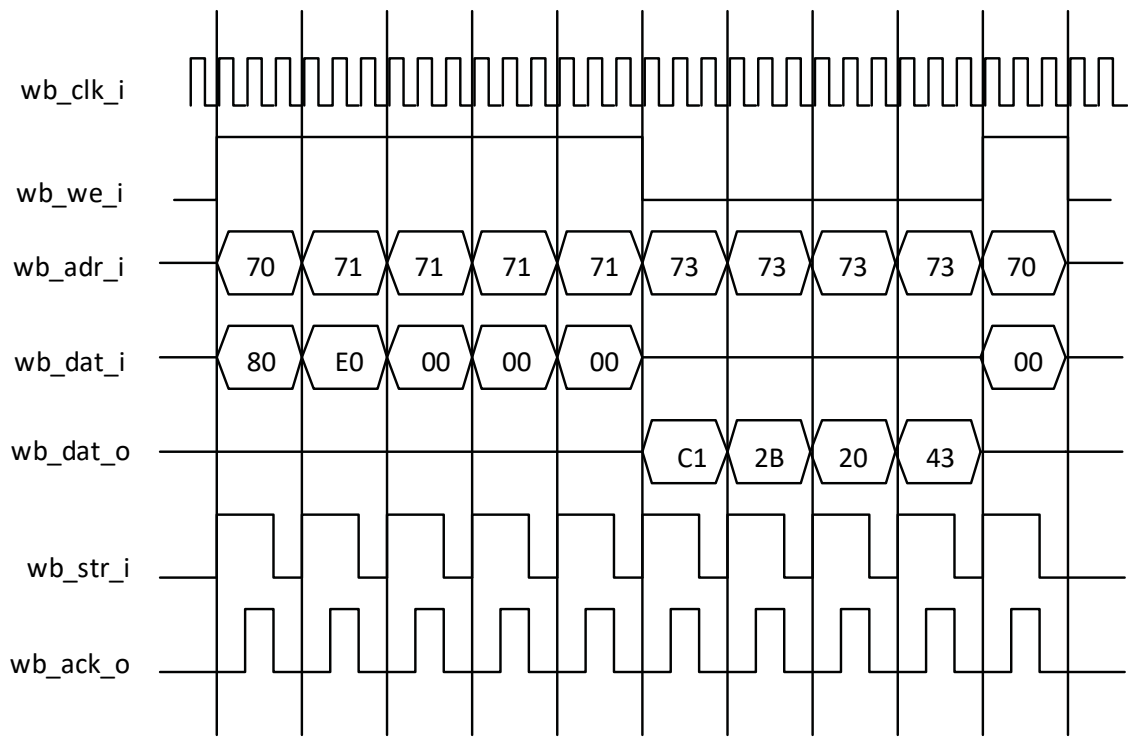 wb_clk_i
wb_we_i
wb_adr_i 70 71 71 71 71 73 73 73 73 70
wb_dat_i 80 E0 00 00 00 00
wb_dat_o C1 2B 20 43
wb_str_i
wb_ack_o